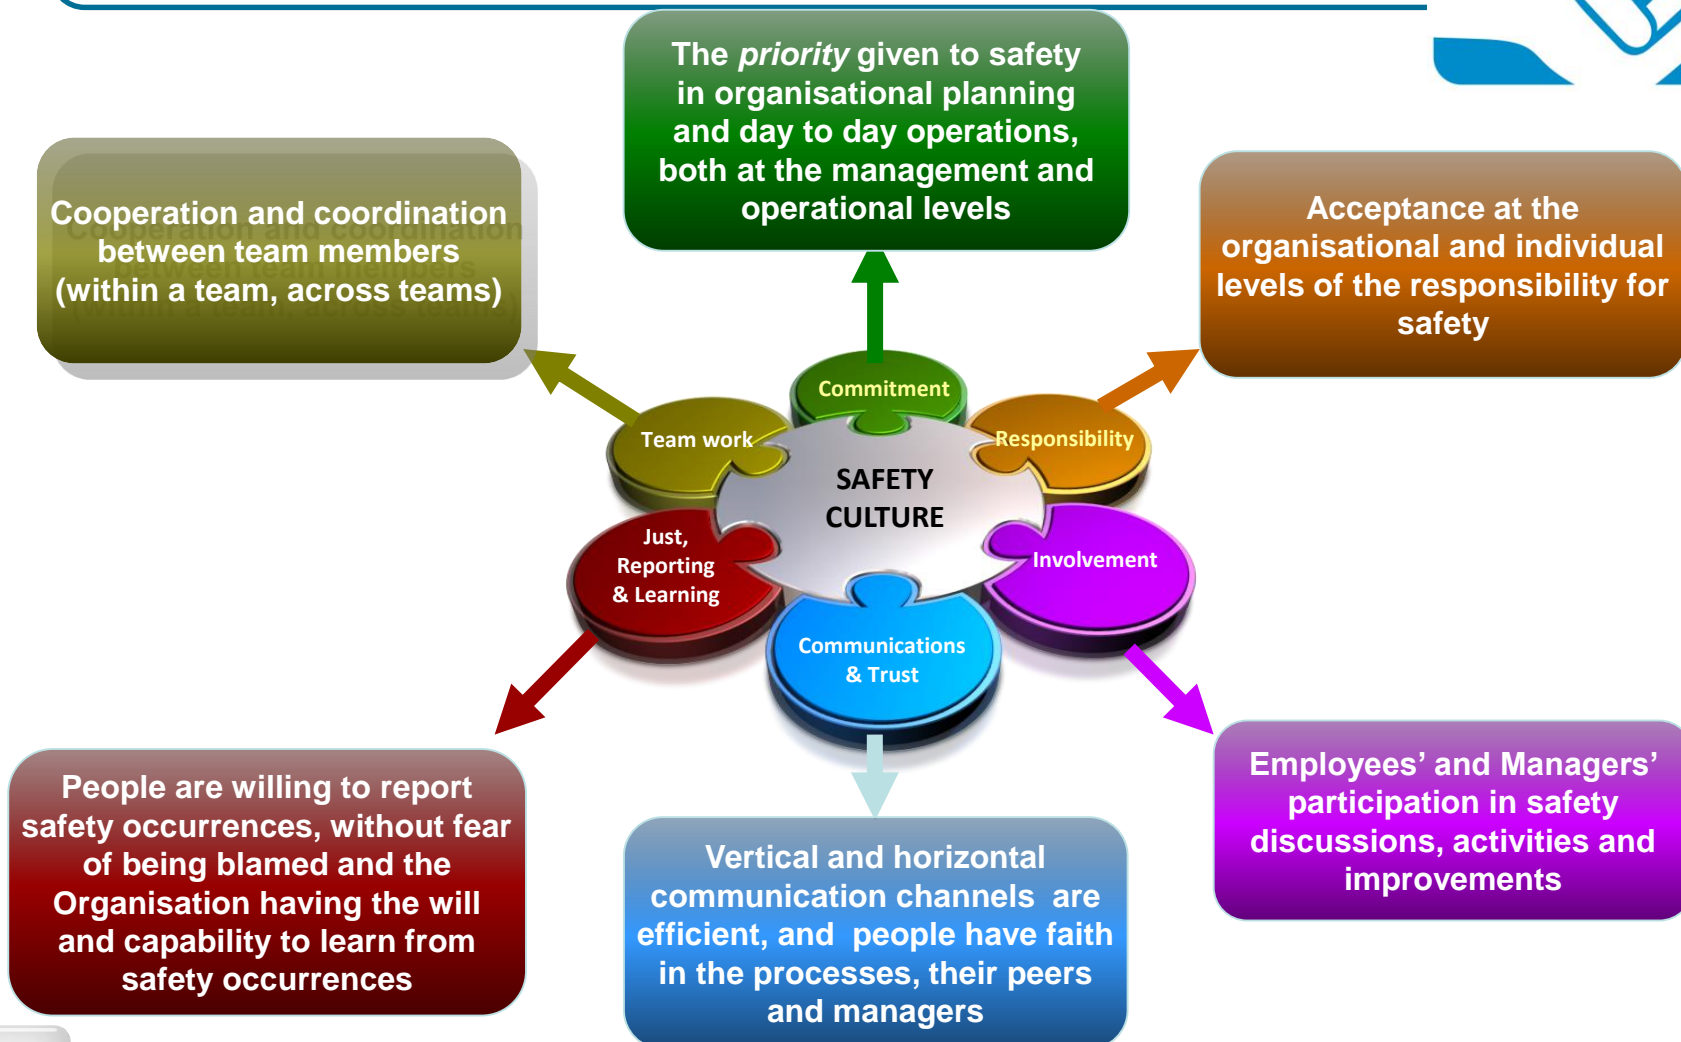 The priority given to safety
in organisational planning
and day to day operations,
both at the management and
operational levels
Cooperation and coordination
between team members
(within a team, across teams)
Acceptance at the
organisational and individual
levels of the responsibility for
safety
Commitment
Team work
Responsibility
SAFETY
CULTURE
Just,
Reporting
& Learning
Involvement
Communications
& Trust
People are willing to report
safety occurrences, without fear
of being blamed and the
Organisation having the will
and capability to learn from
safety occurrences
Vertical and horizontal
communication channels are
efficient, and people have faith
in the processes, their peers
and managers
Employees’ and Managers’
participation in safety
discussions, activities and
improvements